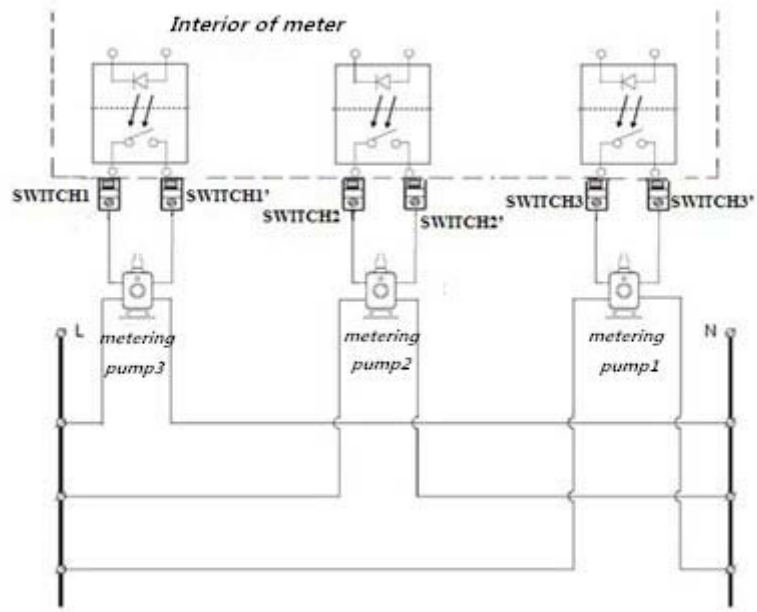 Interior of meter
SWITCH1
SWITCH1'
SWITCH2
SWITCH2'
SWITCH3
SWITCH3'
L
metering
pump3
metering
pump2
metering
pump1
N